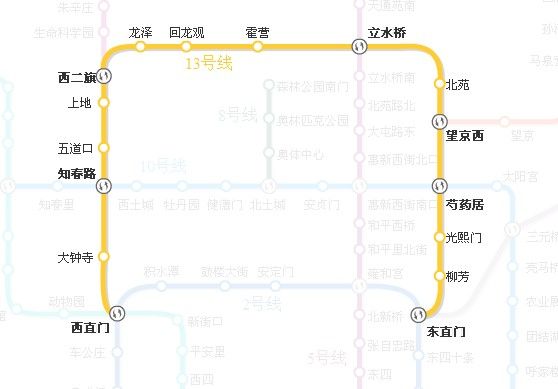 天通苑南
朱辛庄
生命科学园
龙泽
回龙观
霍营
立水桥
13号线
西二旗
立水桥南
北苑
森林公园南门
上地
北苑路北
8号线
奥林匹克公园
望京西
望京
大屯路东
五道口
奥体中心
惠新西街北口
10号线
知春路
太阳宫
知春里
西土城
牡丹园
健德门
北土城
安贞门
惠新西街南口
芍药居
和平西桥
光熙门
三元桥
和平里北街
大钟寺
积水潭
鼓楼大街
安定门
雍和宫
亮马桥
柳芳
动物园
2号线
农业展
西直门
新街口
北新桥
东直门
团结湖
车公庄
平安里
5号线
张自忠路
东四十条
西四
东四
呼家楼